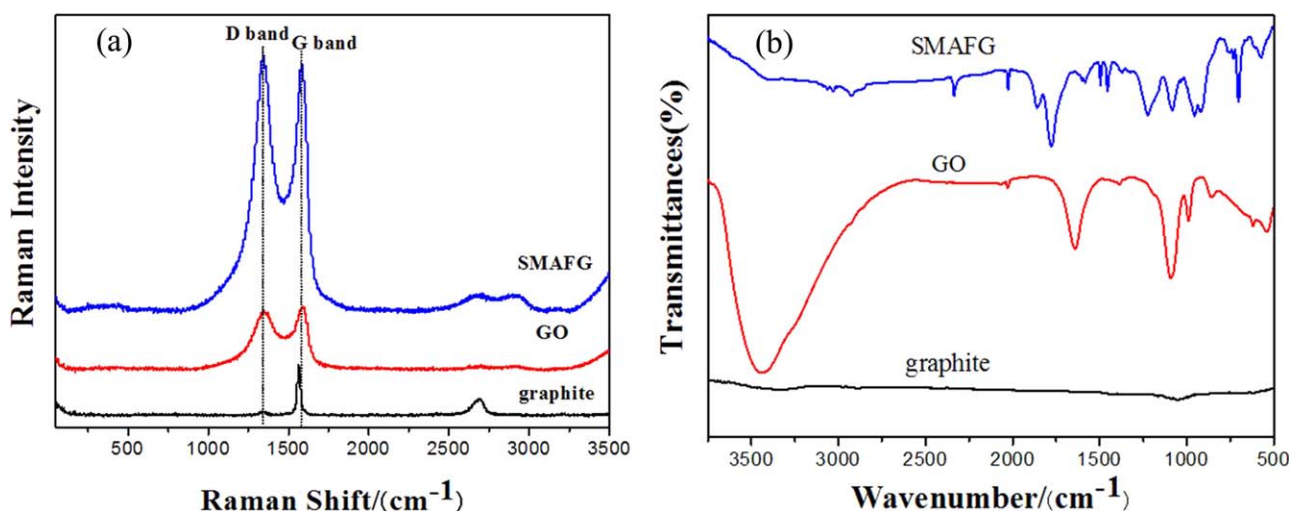 (a)
D band
G band
SMAFG
GO
graphite
Raman Intensity
500 1000 1500 2000 2500 3000 3500
Raman Shift/(cm-1)
(b)
SMAFG
GO
graphite
Transmittances(%)
3500 3000 2500 2000 1500 1000 500
Wavenumber/(cm-1)